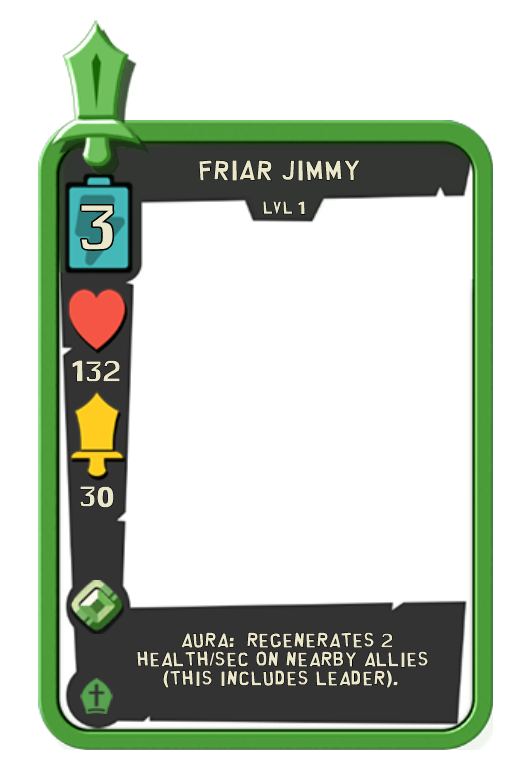 FRIAR JIMMY
LVL 1
3
132
30
AURA: REGENERATES 2
HEALTH/SEC ON NEARBY ALLIES
(THIS INCLUDES LEADER).